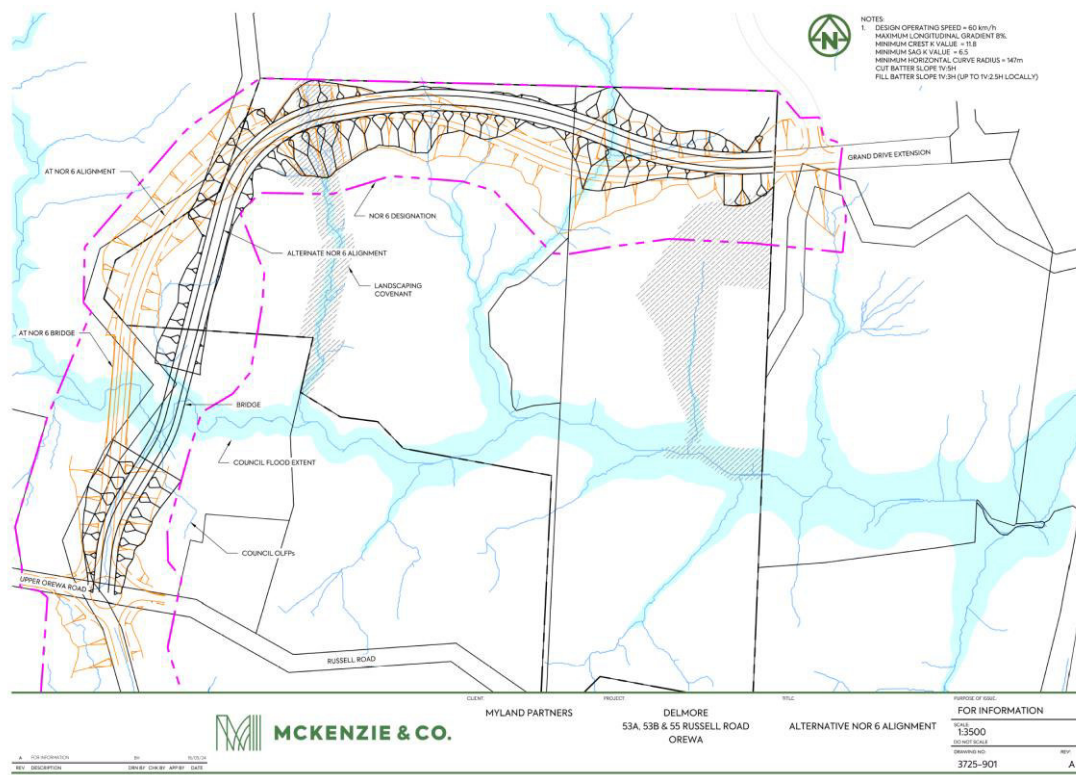 NOTES:
1. DESIGN OPERATING SPEED = 60 km/h
MAXIMUM LONGITUDINAL GRADIENT 8%
MINIMUM CREST K VALUE = 11.8
MINIMUM SAG K VALUE = 6.5
MINIMUM HORIZONTAL CURVE RADIUS = 147m
CUT BATTER SLOPE 1V:5H
FILL BATTER SLOPE 1V:3H (UP TO 1V:2.5H LOCALLY)
N
GRAND DRIVE EXTENSION
AT NOR 6 ALIGNMENT
NOR 6 DESIGNATION
ALTERNATE NOR 6 ALIGNMENT
LANDSCAPING
COVENANT
AT NOR 6 BRIDGE
BRIDGE
COUNCIL FLOOD EXTENT
COUNCIL OLFPs
UPPER OREWA ROAD
RUSSELL ROAD
MCKENZIE & CO.
CLIENT
MYLAND PARTNERS
PROJECT
DELMORE
53A, 53B & 55 RUSSELL ROAD
OREWA
TITLE
ALTERNATIVE NOR 6 ALIGNMENT
PURPOSE OF ISSUE
FOR INFORMATION
SCALE
1:3500
DO NOT SCALE
DRAWING NO.
3725-901
REV
A
A FOR INFORMATION
REV DESCRIPTION DRN BY CHK BY APP BY DATE